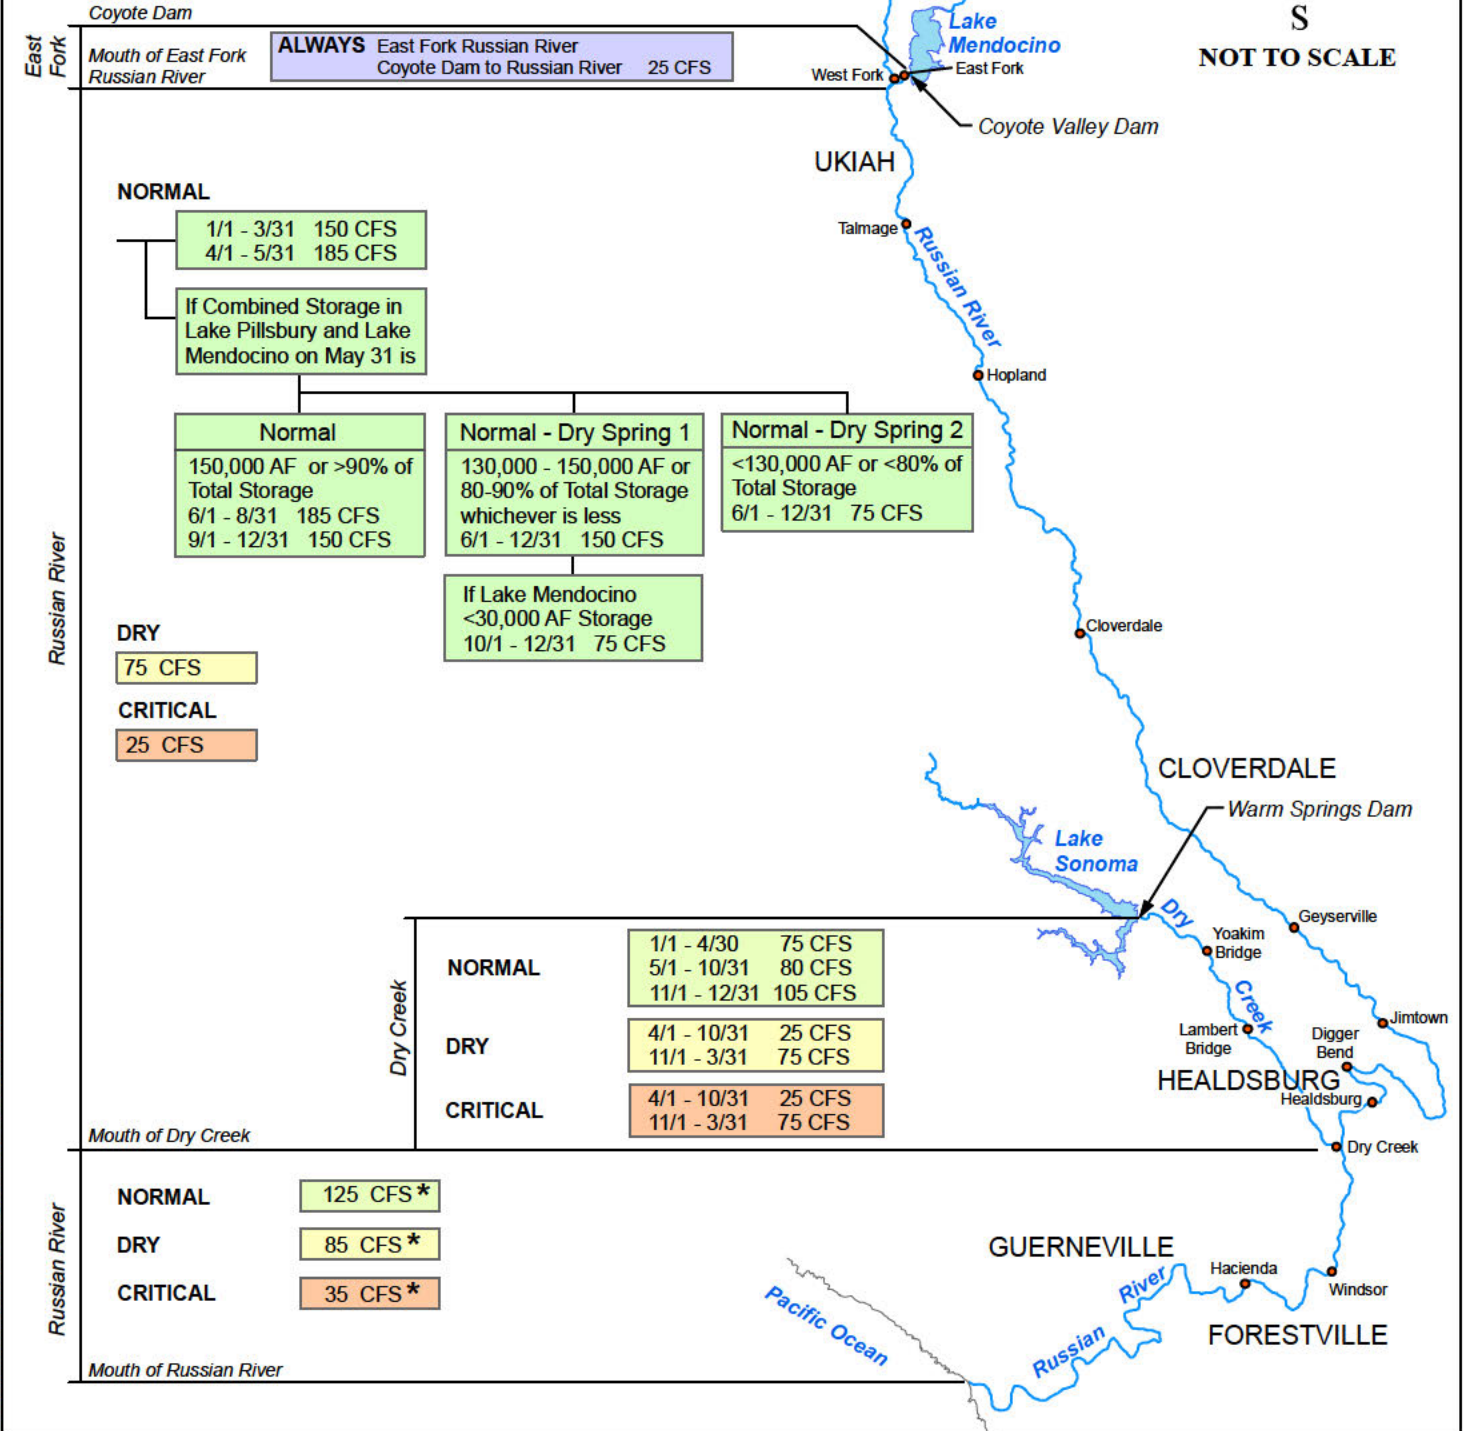 Coyote Dam
East
Fork
Mouth of East Fork
Russian River
ALWAYS East Fork Russian River
Coyote Dam to Russian River 25 CFS
Lake
Mendocino
West Fork
East Fork
Coyote Valley Dam
S
NOT TO SCALE
UKIAH
Talmage
Russian River
Hopland
Cloverdale
Russian River
NORMAL
1/1 - 3/31 150 CFS
4/1 - 5/31 185 CFS
If Combined Storage in
Lake Pillsbury and Lake
Mendocino on May 31 is
Normal
150,000 AF or >90% of
Total Storage
6/1 - 8/31 185 CFS
9/1 - 12/31 150 CFS
Normal - Dry Spring 1
130,000 - 150,000 AF or
80-90% of Total Storage
whichever is less
6/1 - 12/31 150 CFS
If Lake Mendocino
<30,000 AF Storage
10/1 - 12/31 75 CFS
Normal - Dry Spring 2
<130,000 AF or <80% of
Total Storage
6/1 - 12/31 75 CFS
DRY
75 CFS
CRITICAL
25 CFS
CLOVERDALE
Warm Springs Dam
Lake
Sonoma
Dry
Creek
Yoakim
Bridge
Geyserville
Lambert
Bridge
Jimtown
Digger
Bend
HEALDSBURG
Healdsburg
Dry Creek
Dry Creek
NORMAL
1/1 - 4/30 75 CFS
5/1 - 10/31 80 CFS
11/1 - 12/31 105 CFS
DRY
4/1 - 10/31 25 CFS
11/1 - 3/31 75 CFS
CRITICAL
4/1 - 10/31 25 CFS
11/1 - 3/31 75 CFS
Mouth of Dry Creek
Russian River
NORMAL
125 CFS*
DRY
85 CFS*
CRITICAL
35 CFS*
GUERNEVILLE
Hacienda
Windsor
FORESTVILLE
Russian
River
Pacific Ocean
Mouth of Russian River